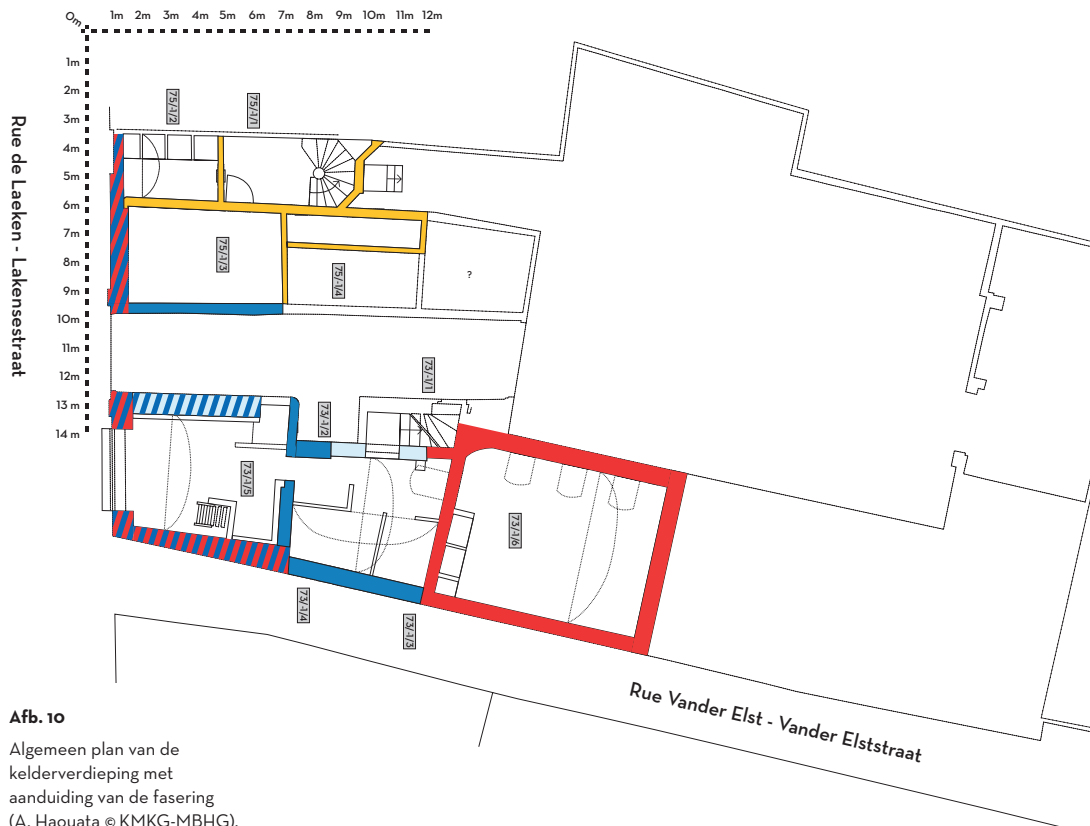 0m 1m 2m 3m 4m 5m 6m 7m 8m 9m 10m 11m 12m
1m
2m
3m
4m
5m
6m
7m
8m
9m
10m
11m
12m
13 m
14 m
Rue de Laeken - Lakensestraat
75/-1/2
75/-1/1
75/-1/3
75/-1/4
?
73/-1/1
73/-1/2
73/-1/5
73/-1/6
73/-1/4
73/-1/3
Rue Vander Elst - Vander Elststraat
Afb. 10
Algemeen plan van de
kelderverdieping met
aanduiding van de fasering
(A. Haouata © KMKG-MBHG).